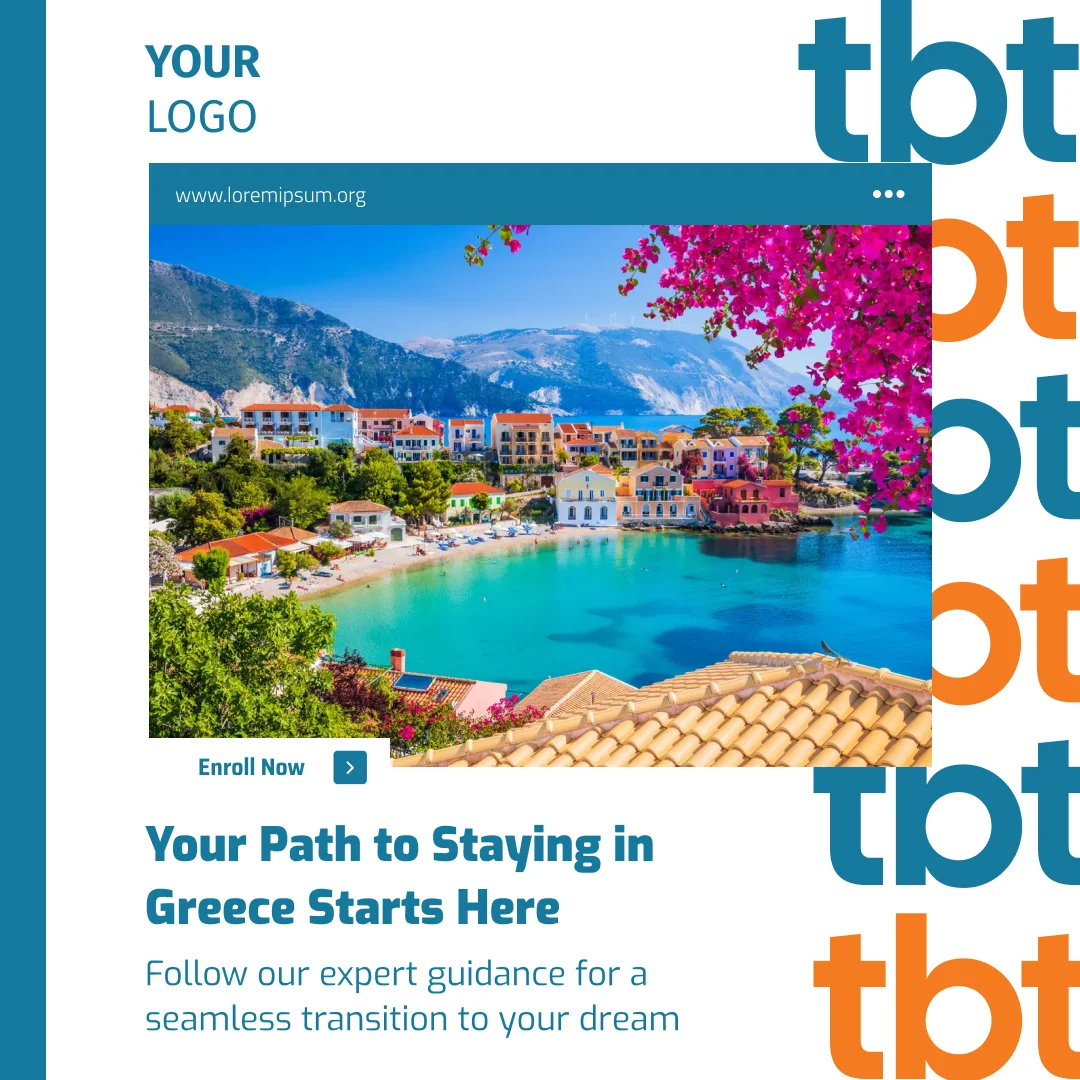 YOUR
LOGO
tbt
www.loremipsum.org
bt
bt
bt
tbt
Enroll Now
Your Path to Staying in
Greece Starts Here
Follow our expert guidance for a
seamless transition to your dream
tbt